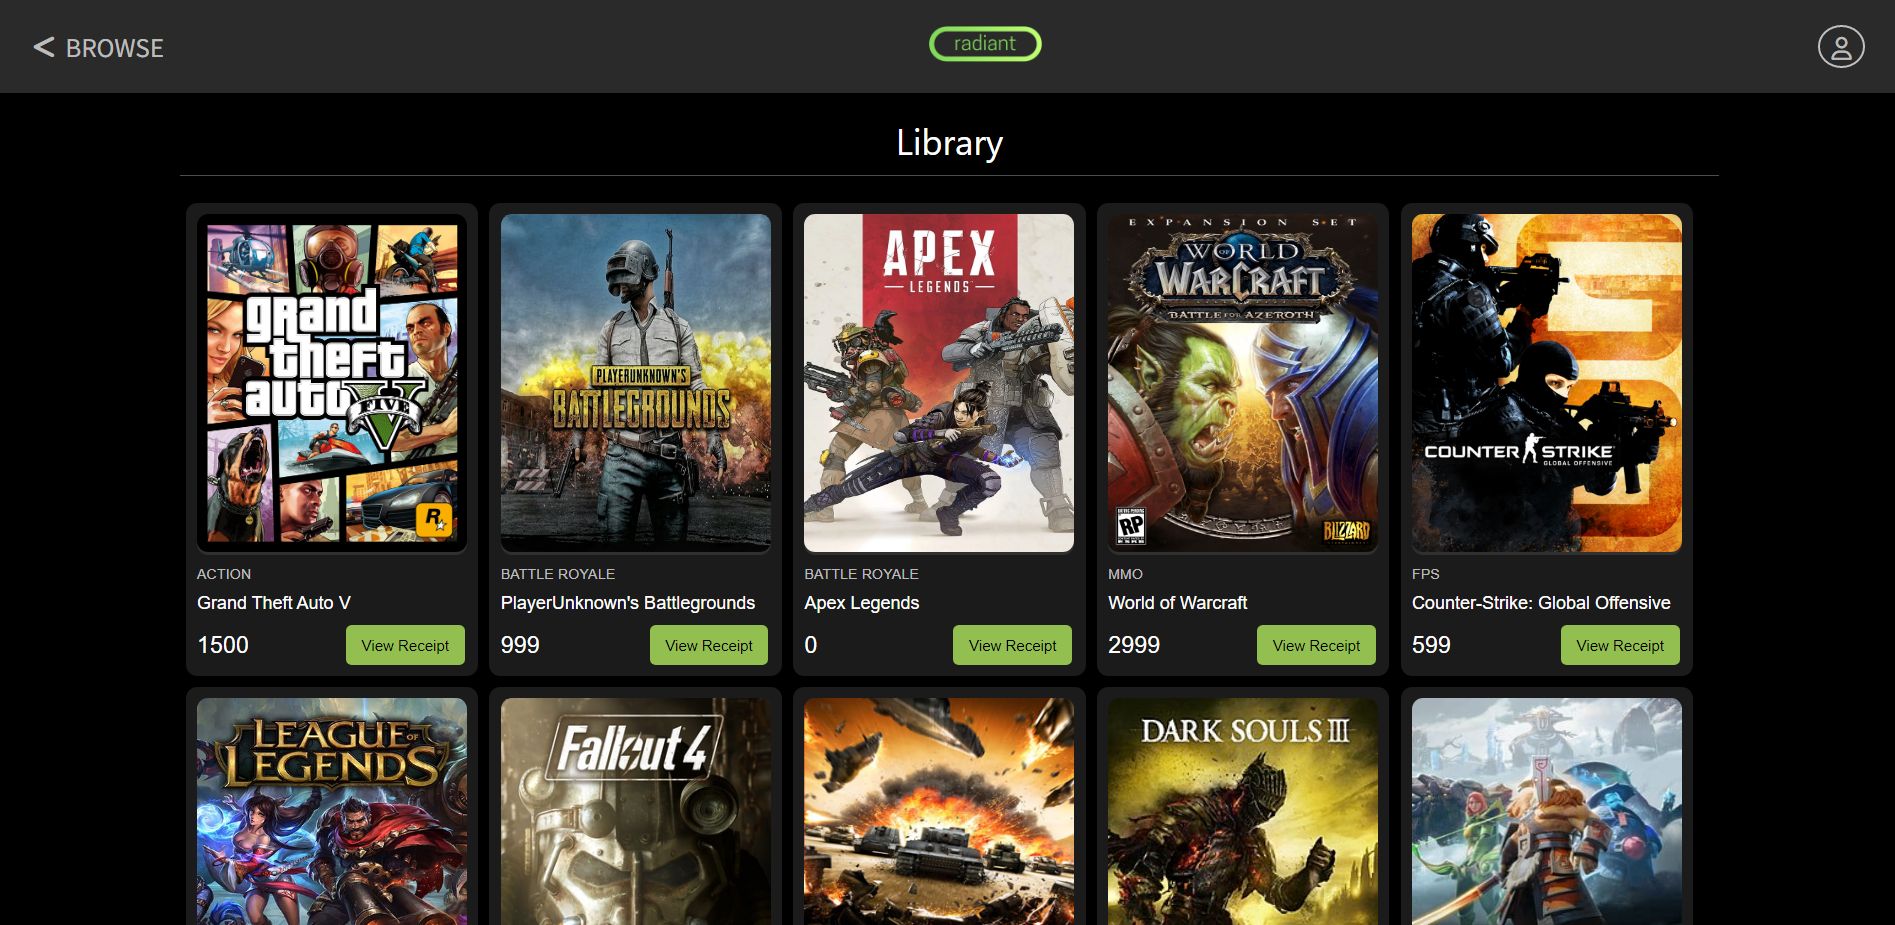 < BROWSE
radiant
Library
grand
theft
auto
V
FIVE
R
ACTION
Grand Theft Auto V
1500
View Receipt
PLAYERUNKNOWN'S
BATTLEGROUNDS
BATTLE ROYALE
PlayerUnknown's Battlegrounds
999
View Receipt
APEX
LEGENDS
BATTLE ROYALE
Apex Legends
0
View Receipt
EXPANSION SET
WORLD
OF
WARCRAFT
BATTLE FOR AZEROTH
RP
BLIZZARD
MMO
World of Warcraft
2999
View Receipt
COUNTER STRIKE
GLOBAL OFFENSIVE
FPS
Counter-Strike: Global Offensive
599
View Receipt
LEAGUE OF
LEGENDS
Fallout 4
DARK SOULS III